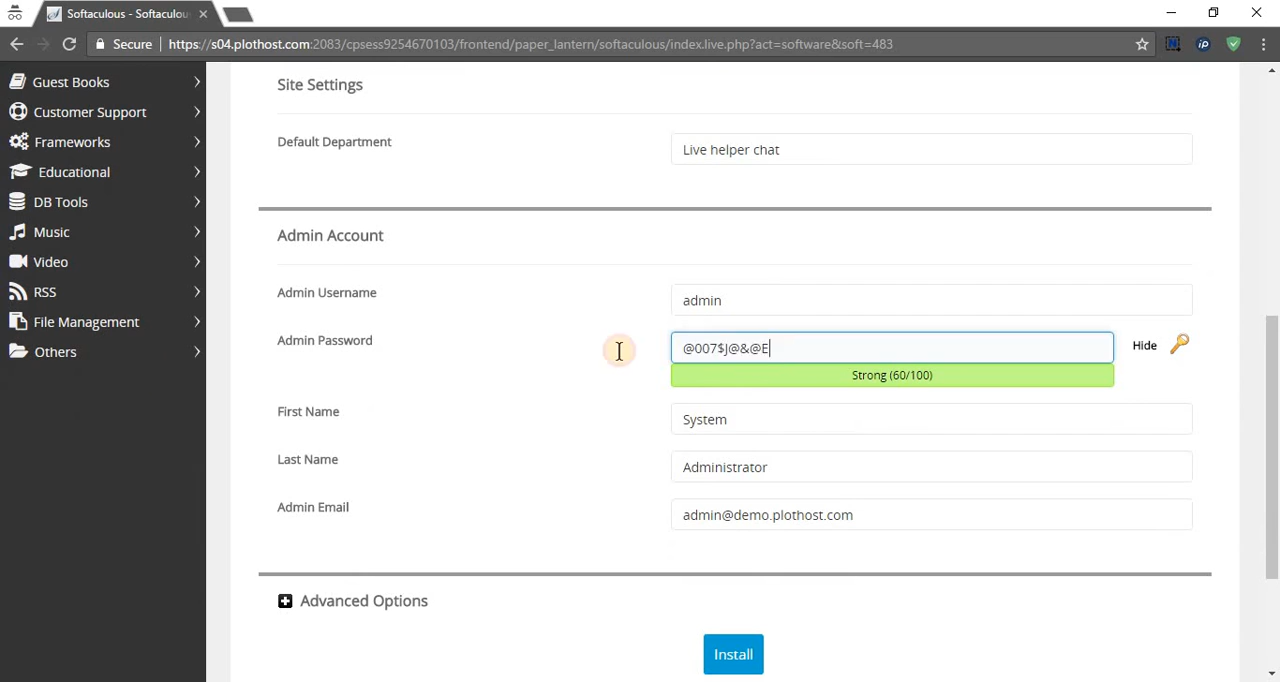 Softaculous - Softaculou
Secure
https://s04.plothost.com:2083/cpsess9254670103/frontend/paper_lantern/softaculous/index.live.php?act=software&soft=483
Guest Books
Customer Support
Frameworks
Educational
DB Tools
Music
Video
RSS
File Management
Others
Site Settings
Default Department
Live helper chat
Admin Account
Admin Username
admin
Admin Password
@007$J@&@E
Hide
Strong (60/100)
First Name
System
Last Name
Administrator
Admin Email
admin@demo.plothost.com
Advanced Options
Install